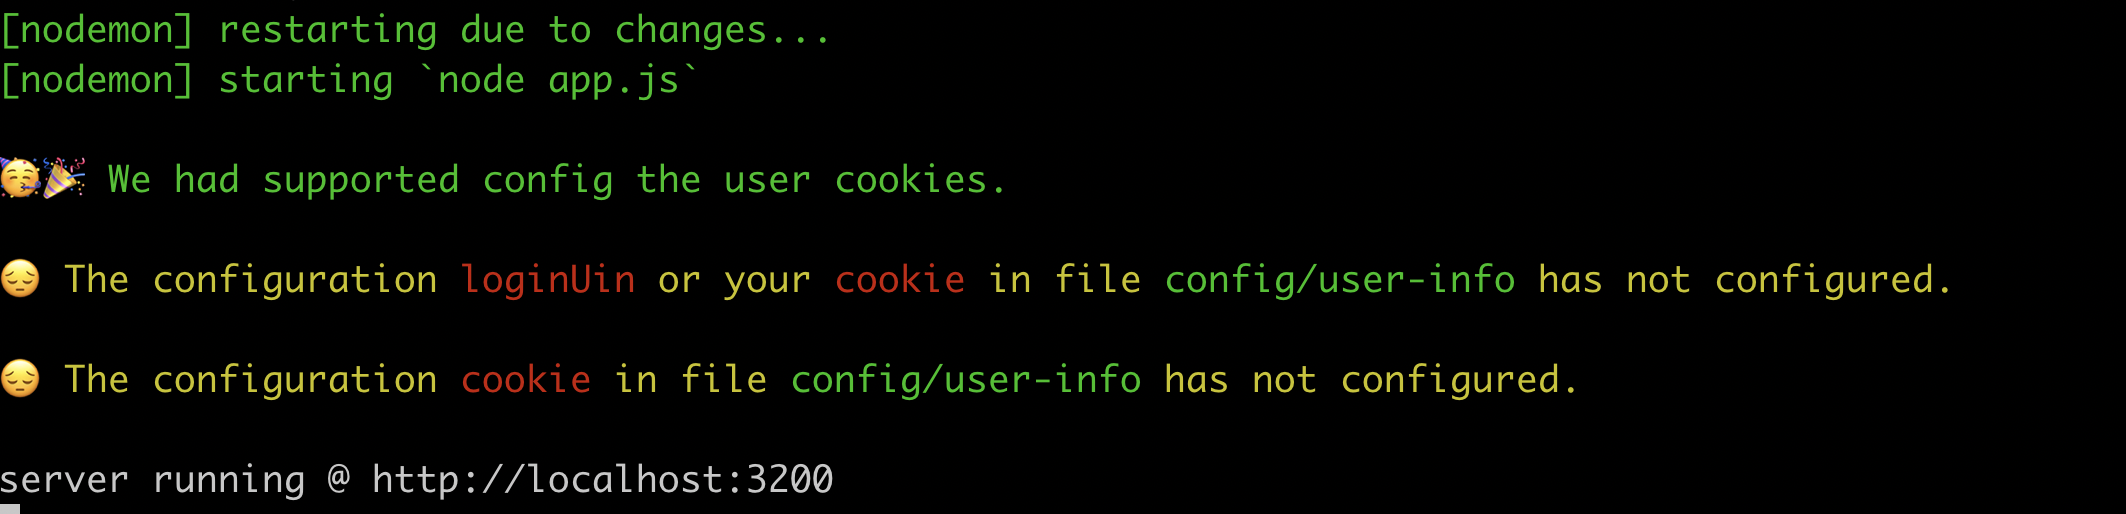 [nodemon] restarting due to changes...
[nodemon] starting `node app.js`
🥳🎉 We had supported config the user cookies.
😔 The configuration loginUin or your cookie in file config/user-info has not configured.
😔 The configuration cookie in file config/user-info has not configured.
server running @ http://localhost:3200